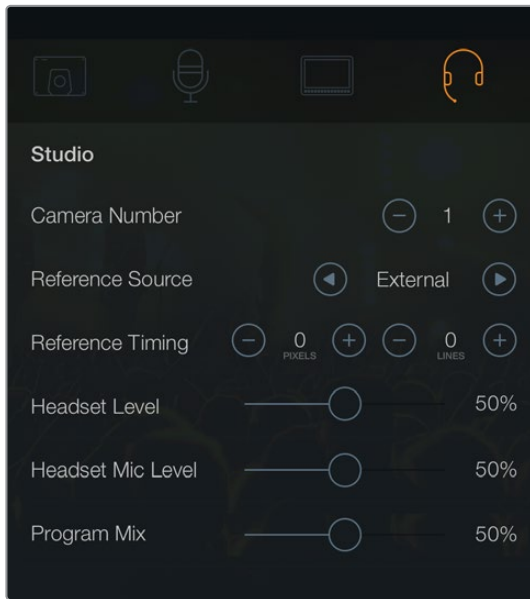 Studio
Camera Number − 1 +
Reference Source External
Reference Timing − 0 PIXELS + − 0 LINES +
Headset Level 50%
Headset Mic Level 50%
Program Mix 50%